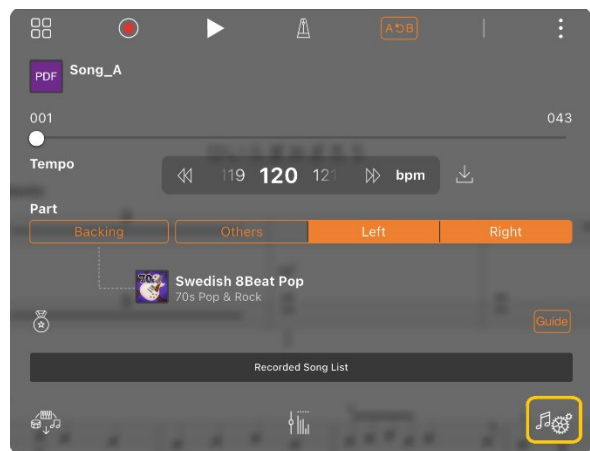 A B
PDF Song_A
001 043
Tempo
119 120 121 bpm
Part
Backing Others Left Right
70s
Swedish 8Beat Pop
70s Pop & Rock
Guide
Recorded Song List